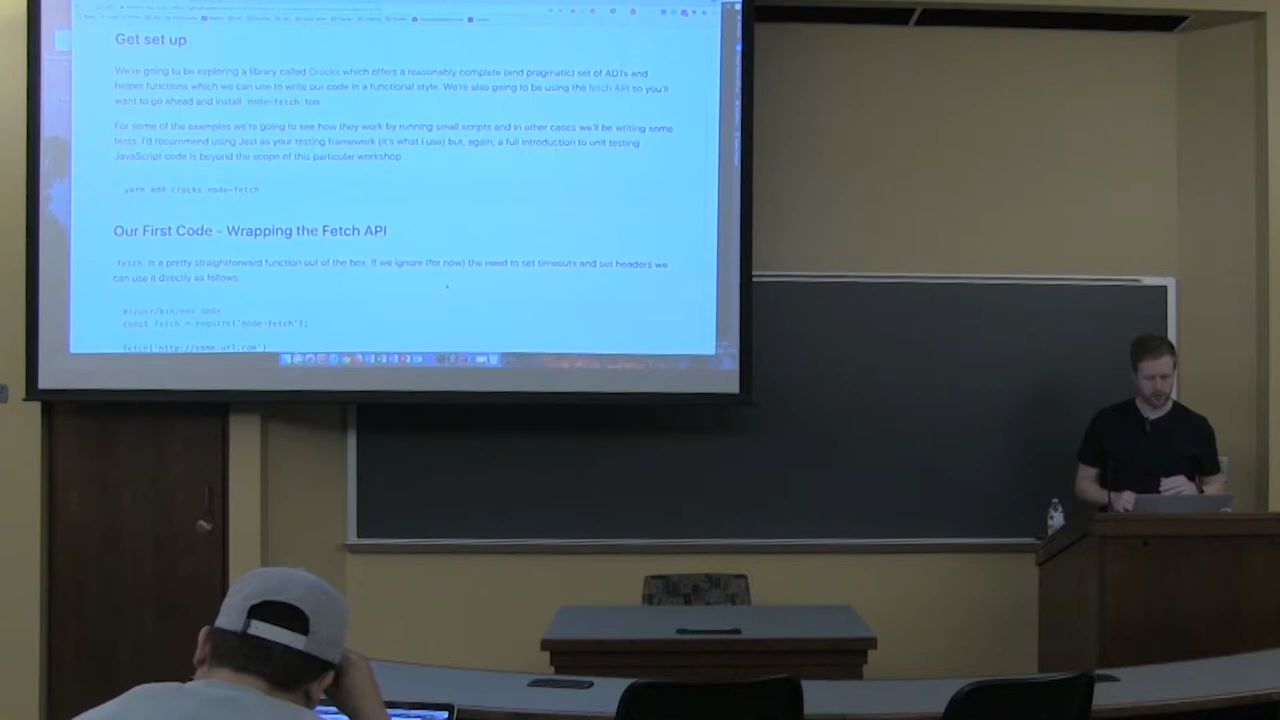 Get set up
We're going to be exploring a library called Crocks which offers a reasonably complete (and pragmatic) set of ADTs and
helper functions which we can use to write our code in a functional style. We're also going to be using the fetch API so you'll
want to go ahead and install node-fetch too
For some of the examples we're going to see how they work by running small scripts and in other cases we'll be writing some
tests. I'd recommend using Jest as your testing framework (it's what I use) but, again, a full introduction to unit testing
JavaScript code is beyond the scope of this particular workshop
yarn add crocks node-fetch
Our First Code - Wrapping the Fetch API
fetch is a pretty straightforward function out of the box. If we ignore (for now) the need to set timeouts and set headers we
can use it directly as follows:
#!/usr/bin/env node
const fetch = require('node-fetch');
fetch('http://some.url.com')